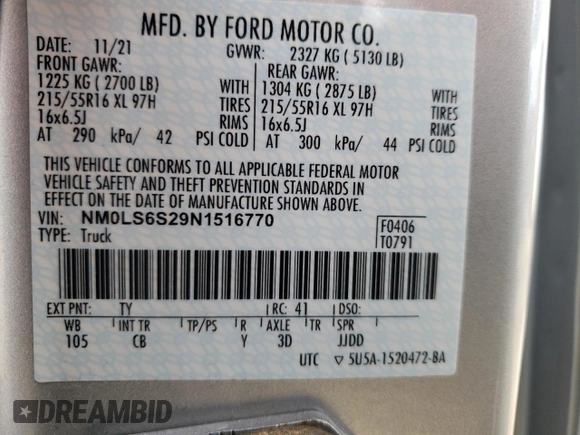 MFD. BY FORD MOTOR CO.
DATE: 11/21 GVWR: 2327 KG ( 5130 LB)
FRONT GAWR: REAR GAWR:
1225 KG ( 2700 LB) WITH 1304 KG ( 2875 LB) WITH
215/55R16 XL 97H TIRES 215/55R16 XL 97H TIRES
16x6.5J RIMS 16x6.5J RIMS
AT 290 kPa/ 42 PSI COLD AT 300 kPa/ 44 PSI COLD
THIS VEHICLE CONFORMS TO ALL APPLICABLE FEDERAL MOTOR
VEHICLE SAFETY AND THEFT PREVENTION STANDARDS IN
EFFECT ON THE DATE OF MANUFACTURE SHOWN ABOVE.
VIN: NM0LS6S29N1516770 F0406
TYPE: Truck T0791
EXT PNT: TY RC: 41 DSO:
WB INT TR TP/PS R AXLE TR SPR
105 CB Y 3D JJDD
UTC ▽ 5U5A-1520472-BA
DREAMBID